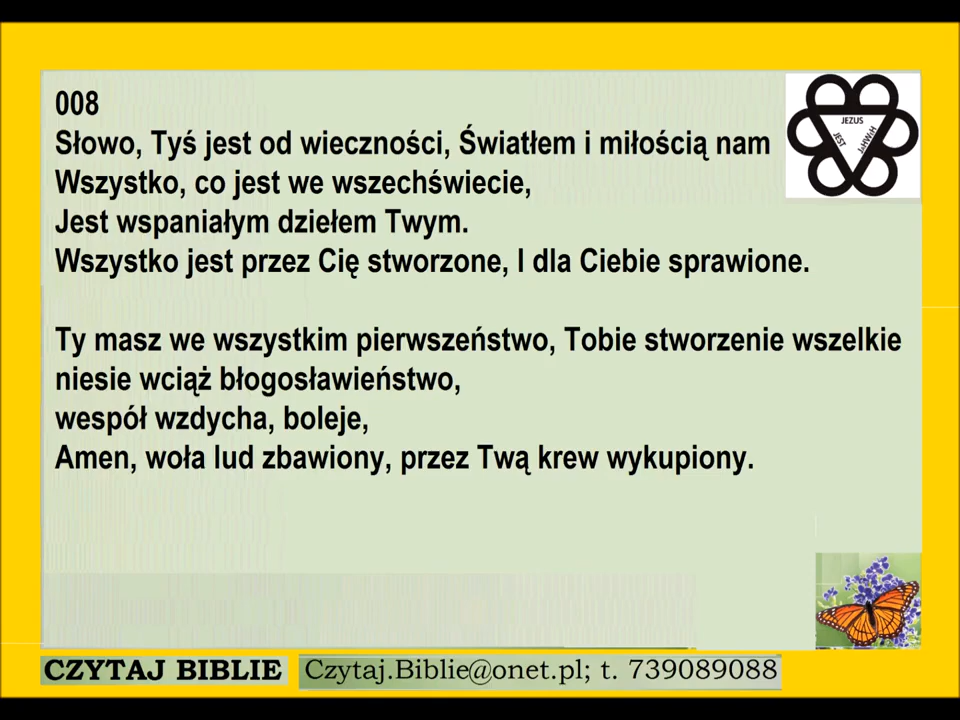 008
Słowo, Tyś jest od wieczności, Światłem i miłością nam
Wszystko, co jest we wszechświecie,
Jest wspaniałym dziełem Twym.
Wszystko jest przez Cię stworzone, I dla Ciebie sprawione.
Ty masz we wszystkim pierwszeństwo, Tobie stworzenie wszelkie
niesie wciąż błogosławieństwo,
wespół wzdycha, boleje,
Amen, woła lud zbawiony, przez Twą krew wykupiony.
JEZUS
JEST
JaHWeH
CZYTAJ BIBLIE
Czytaj.Biblie@onet.pl; t. 739089088